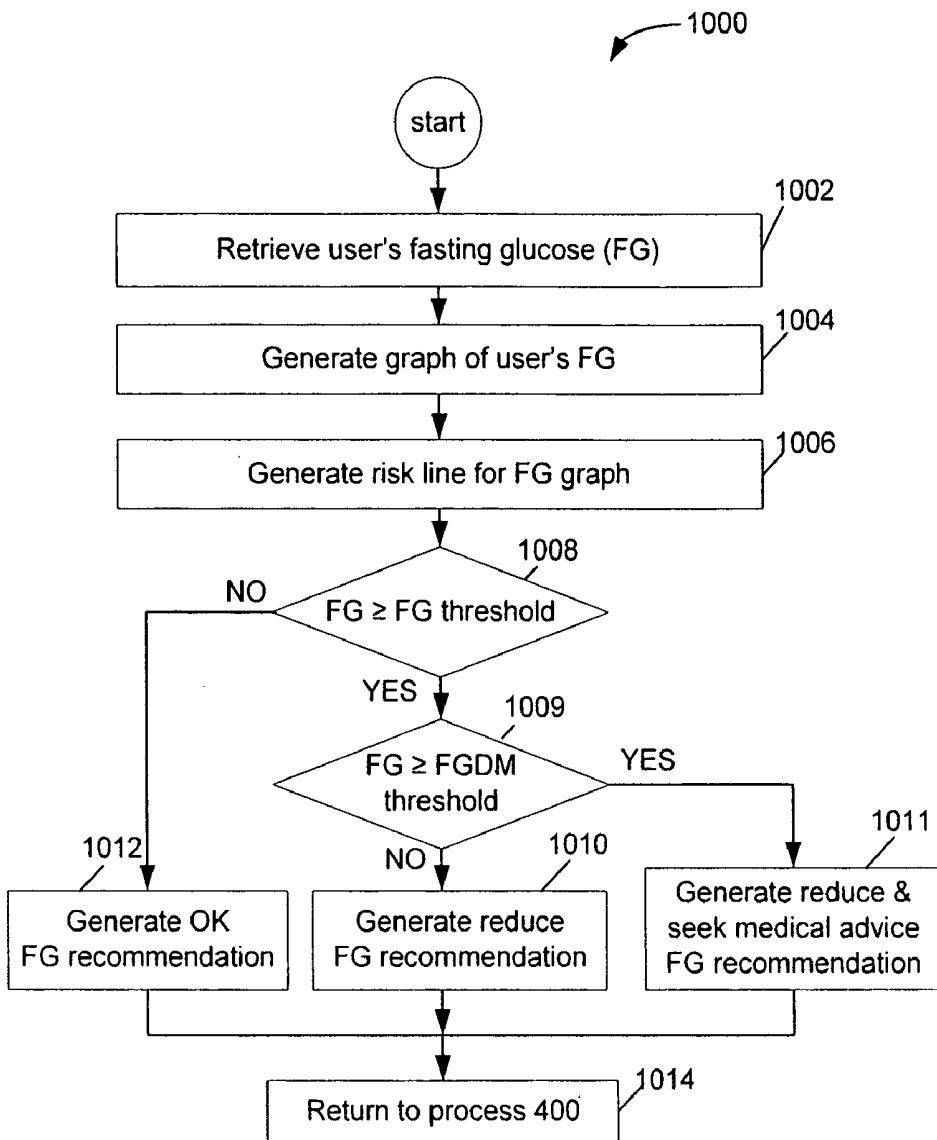 1000
start
1002
Retrieve user's fasting glucose (FG)
1004
Generate graph of user's FG
1006
Generate risk line for FG graph
1008
NO
FG ≥ FG threshold
YES
1009
FG ≥ FGDM
threshold
YES
NO
1012
Generate OK
FG recommendation
1010
Generate reduce
FG recommendation
1011
Generate reduce &
seek medical advice
FG recommendation
1014
Return to process 400